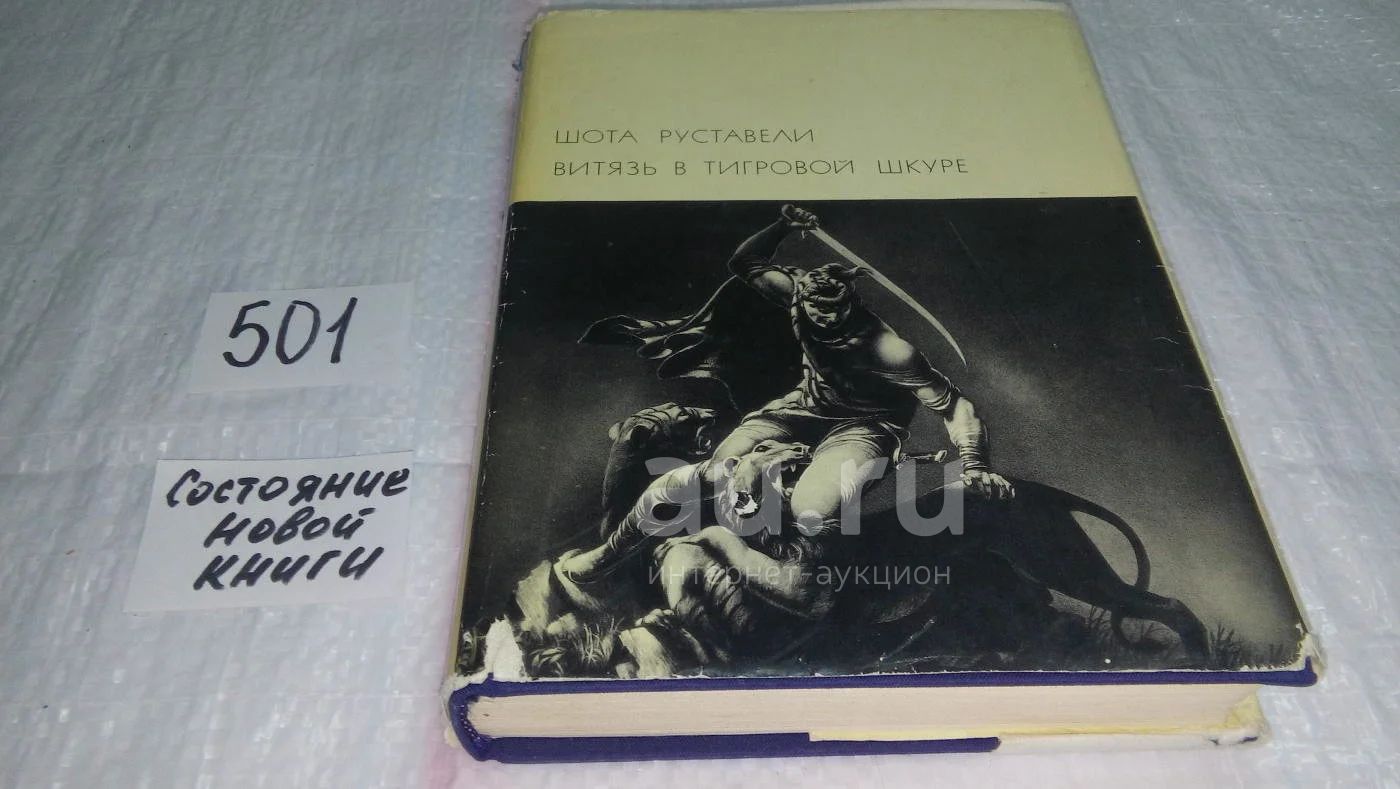 ШОТА РУСТАВЕЛИ
ВИТЯЗЬ В ТИГРОВОЙ ШКУРЕ
501
Состояние
новой
книги
au.ru
интернет-аукцион